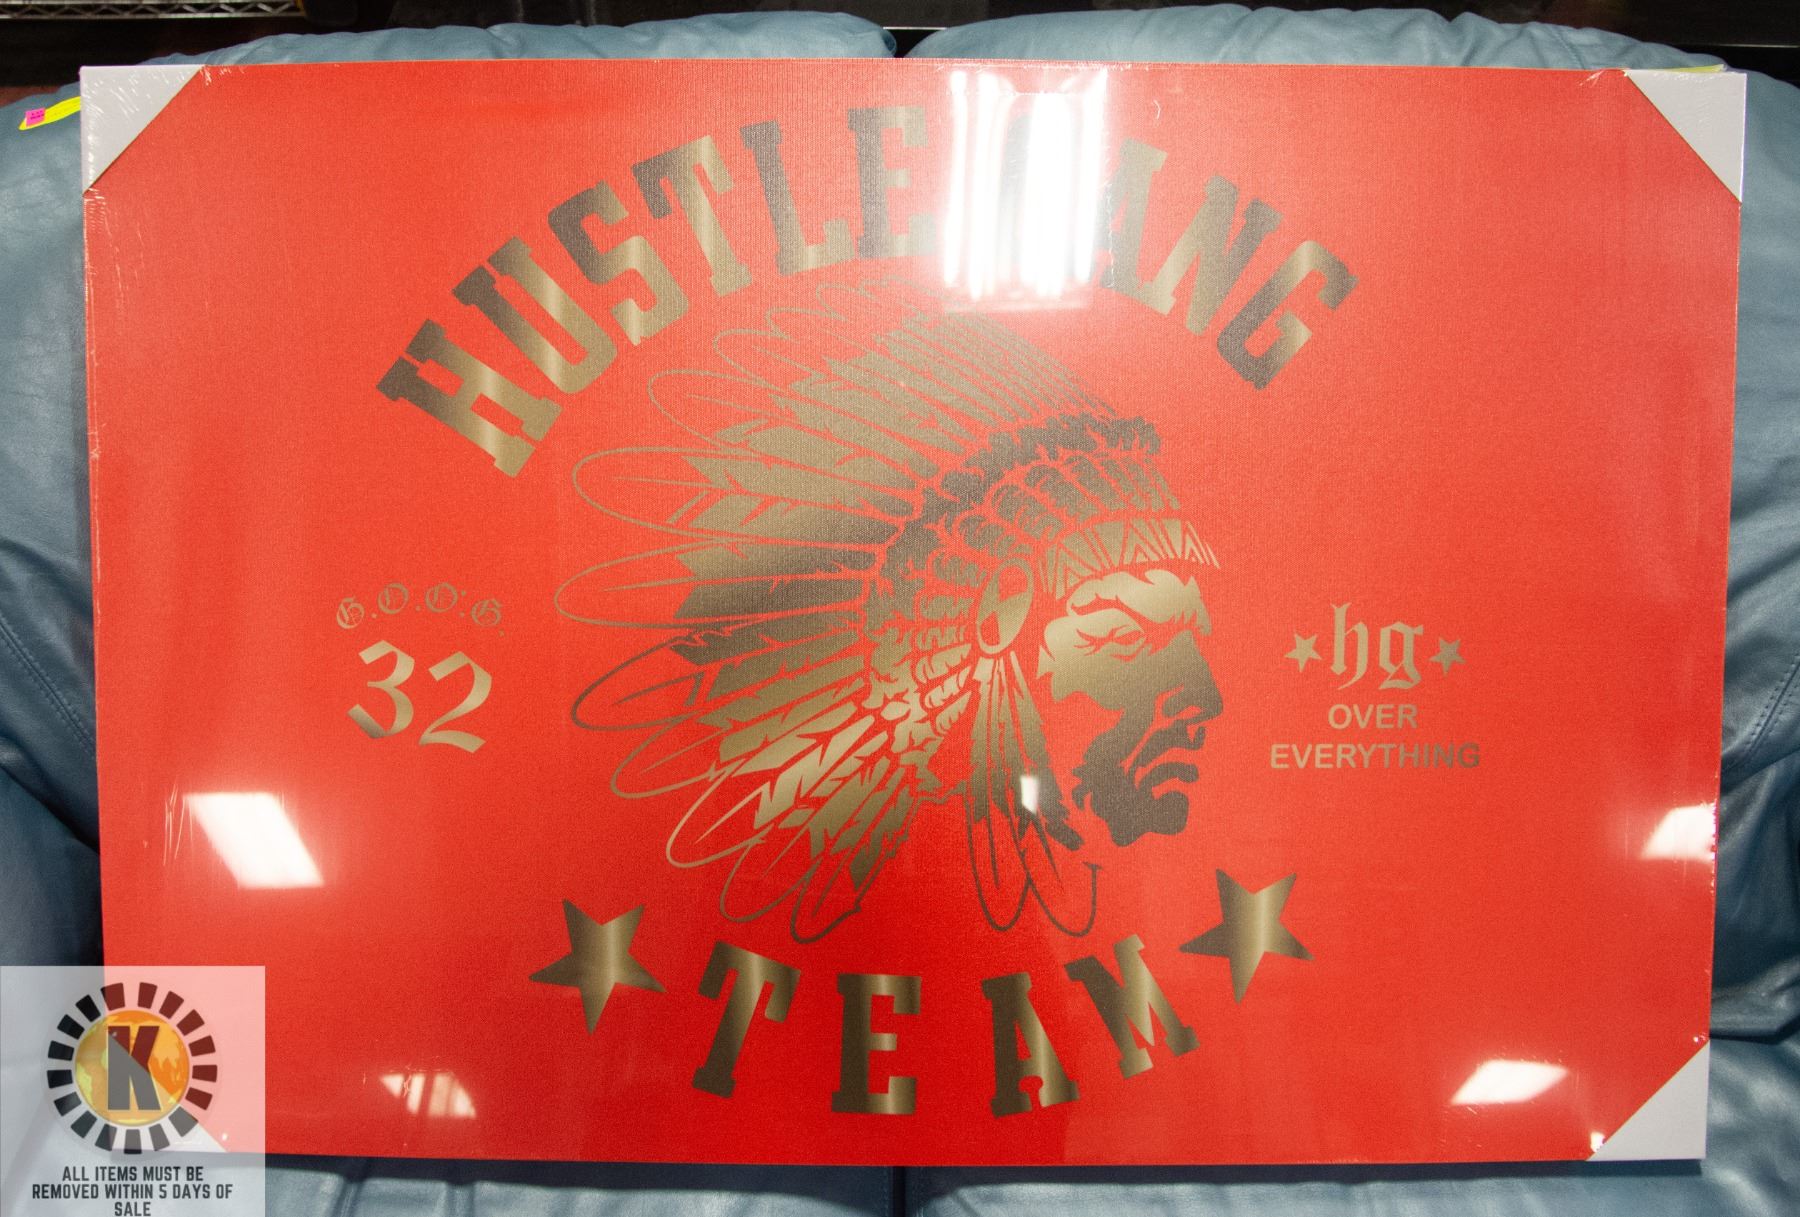 HUSTLE GANG
G.O.O.G.
32
hg
OVER
EVERYTHING
TEAM
K
ALL ITEMS MUST BE
REMOVED WITHIN 5 DAYS OF
SALE